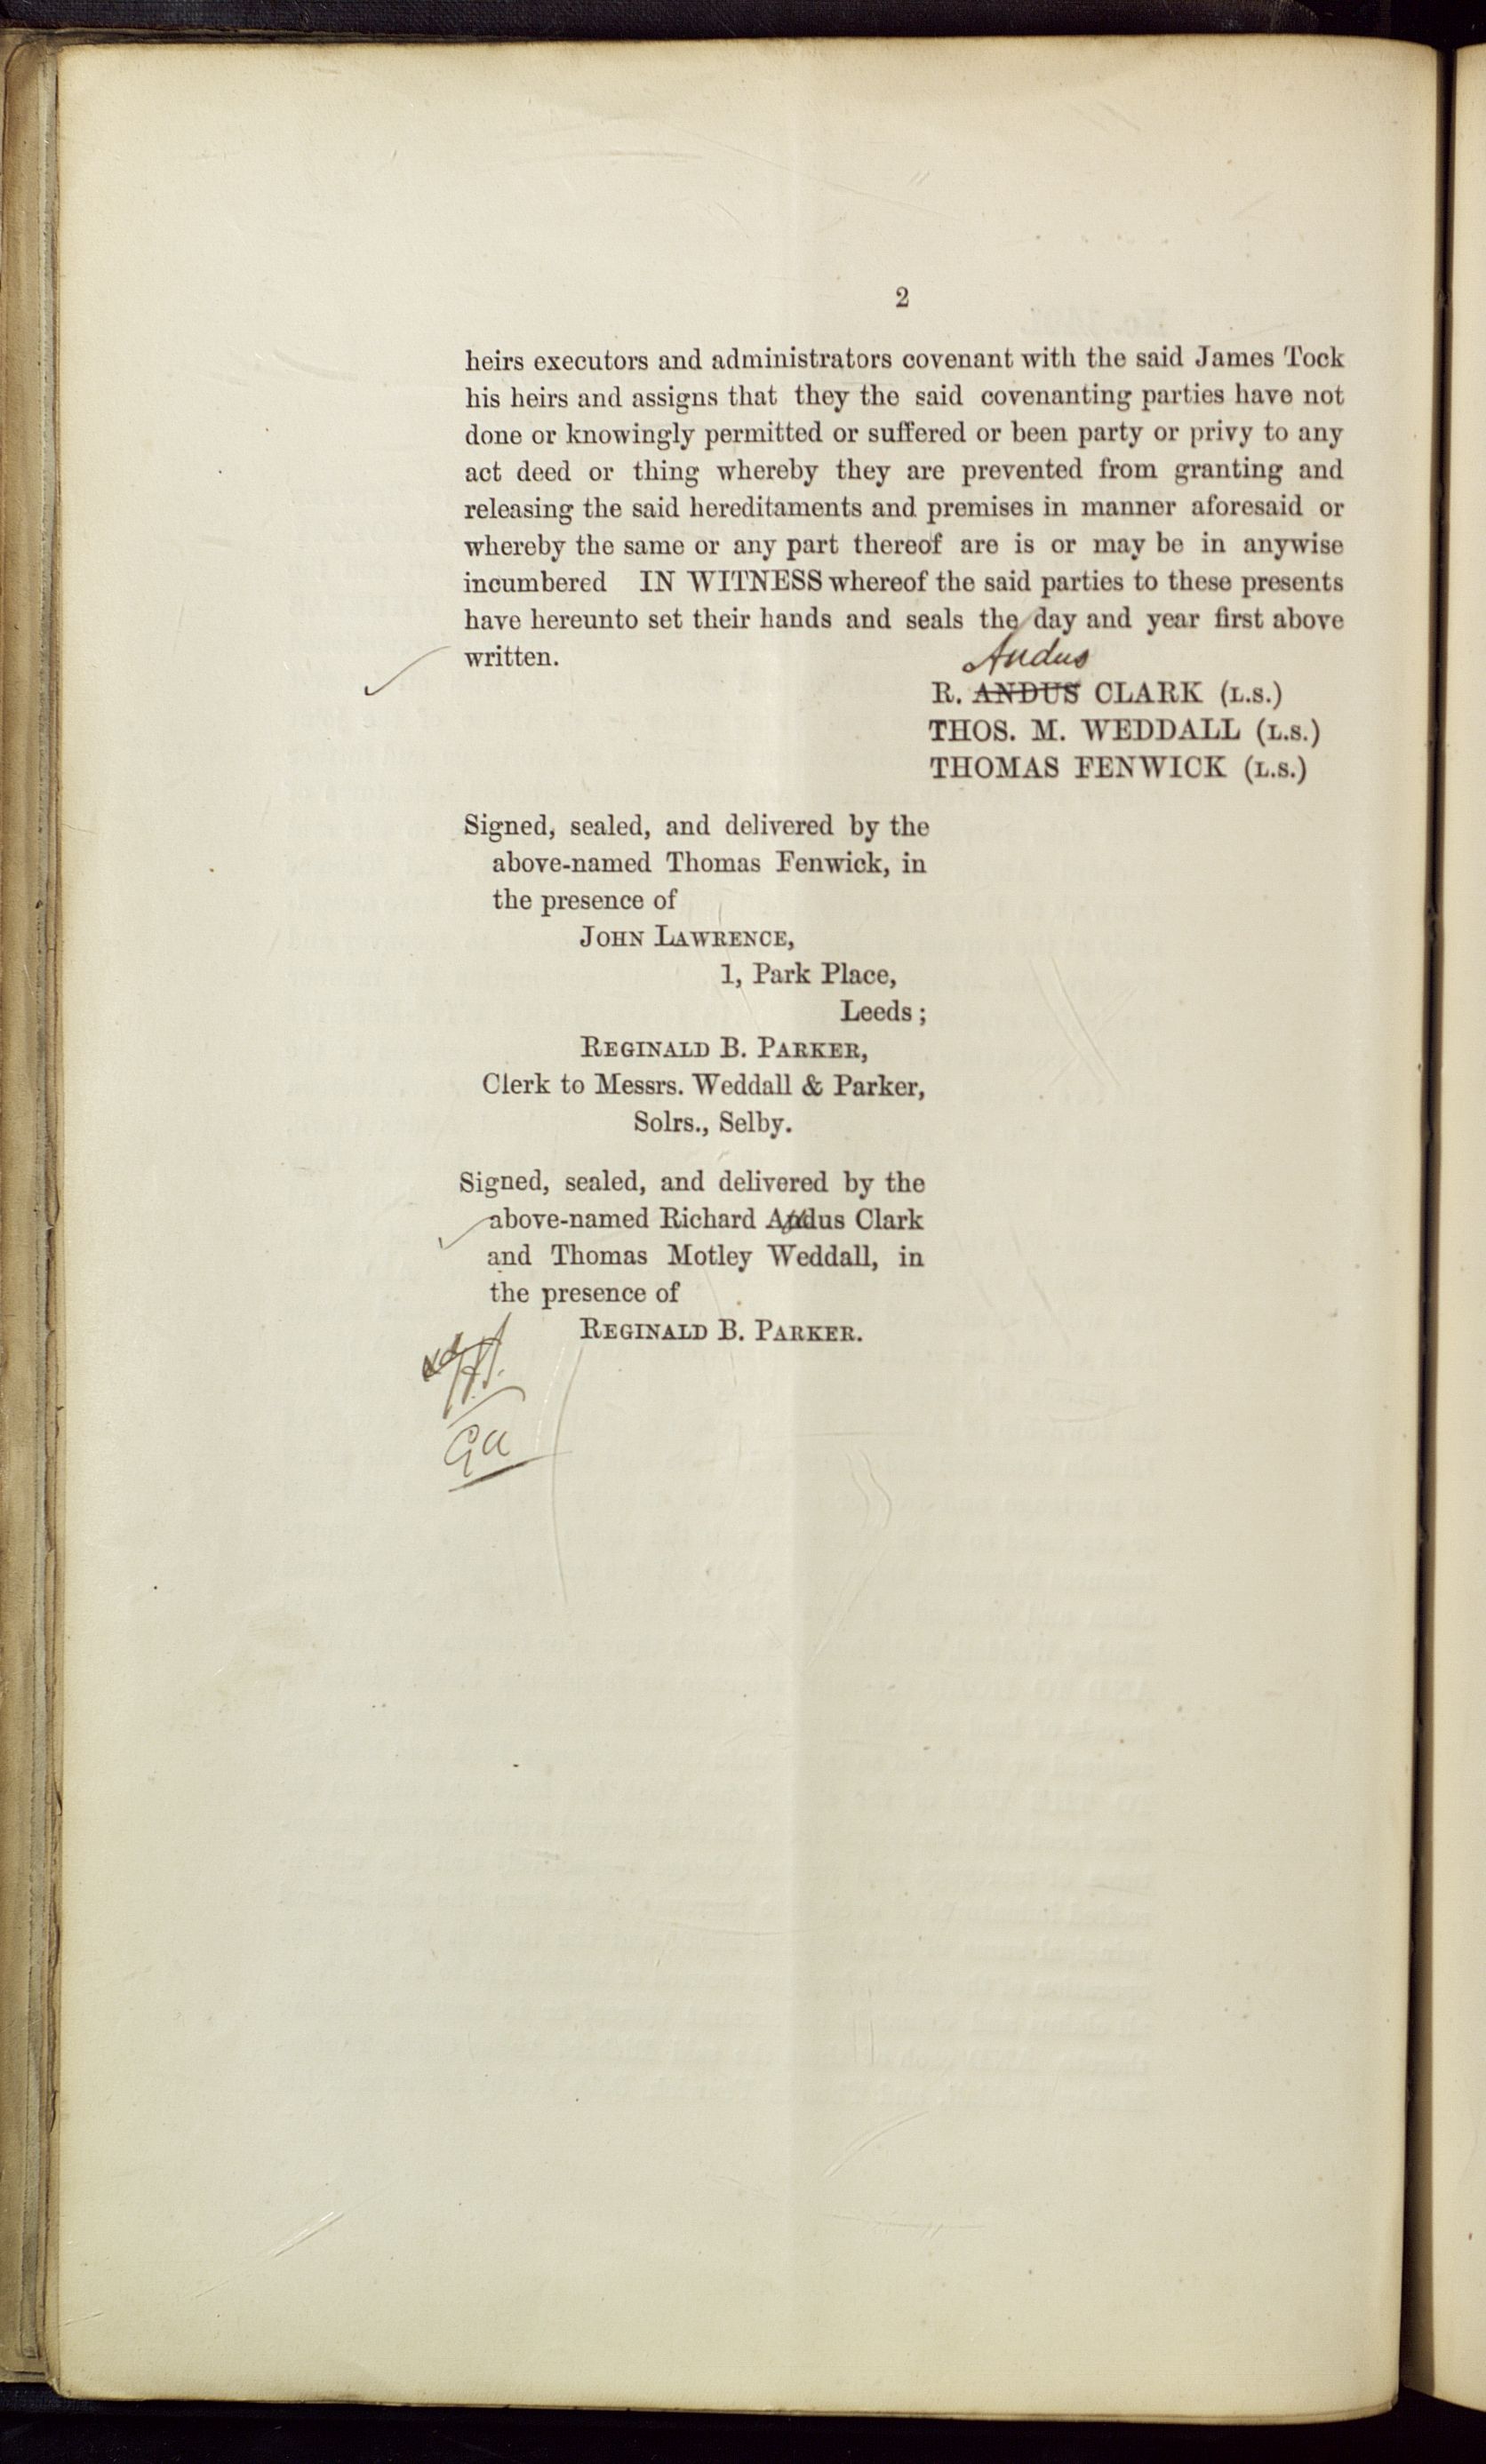 2
heirs executors and administrators covenant with the said James Tock
his heirs and assigns that they the said covenanting parties have not
done or knowingly permitted or suffered or been party or privy to any
act deed or thing whereby they are prevented from granting and
releasing the said hereditaments and premises in manner aforesaid or
whereby the same or any part thereof are is or may be in anywise
incumbered IN WITNESS whereof the said parties to these presents
have hereunto set their hands and seals the day and year first above
written.
Andus
R. ANDUS CLARK (L.S.)
THOS. M. WEDDALL (L.S.)
THOMAS FENWICK (L.S.)
Signed, sealed, and delivered by the
above-named Thomas Fenwick, in
the presence of
JOHN LAWRENCE,
1, Park Place,
Leeds;
REGINALD B. PARKER,
Clerk to Messrs. Weddall & Parker,
Solrs., Selby.
Signed, sealed, and delivered by the
above-named Richard Andus Clark
and Thomas Motley Weddall, in
the presence of
REGINALD B. PARKER.